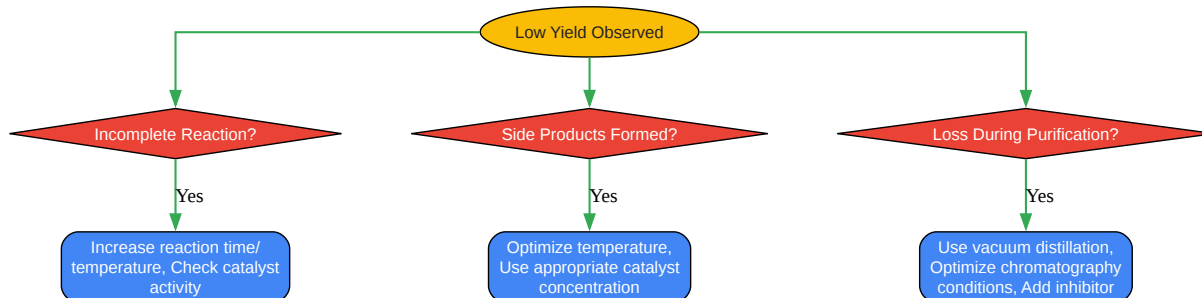 Low Yield Observed
Incomplete Reaction?
Side Products Formed?
Loss During Purification?
Yes
Yes
Yes
Increase reaction time/
temperature, Check catalyst
activity
Optimize temperature,
Use appropriate catalyst
concentration
Use vacuum distillation,
Optimize chromatography
conditions, Add inhibitor